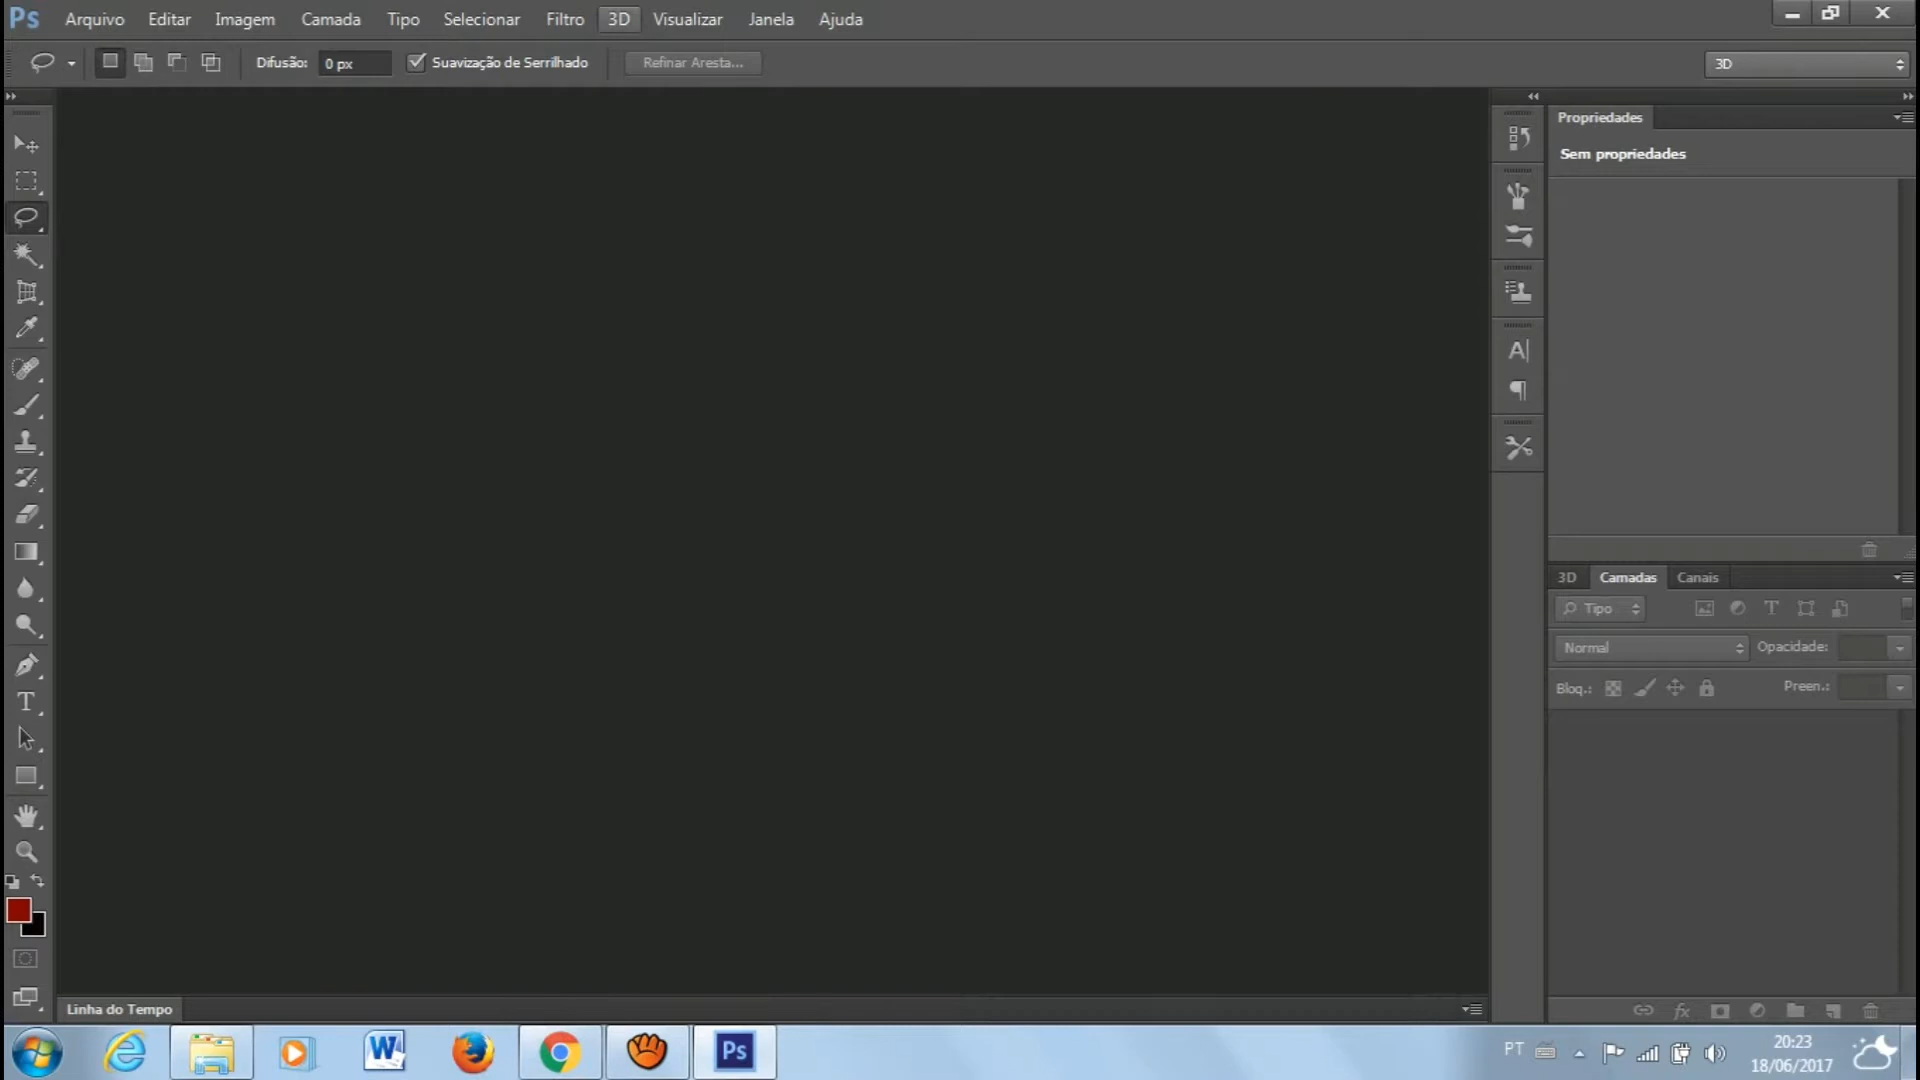 Ps Arquivo Editar Imagem Camada Tipo Selecionar Filtro 3D Visualizar Janela Ajuda
Difusão: 0 px Suavização de Serrilhado Refinar Aresta... 3D
Propriedades
Sem propriedades
3D Camadas Canais
Tipo
Normal Opacidade:
Bloq.: Preen.:
Linha do Tempo
Ps
PT
20:23
18/06/2017